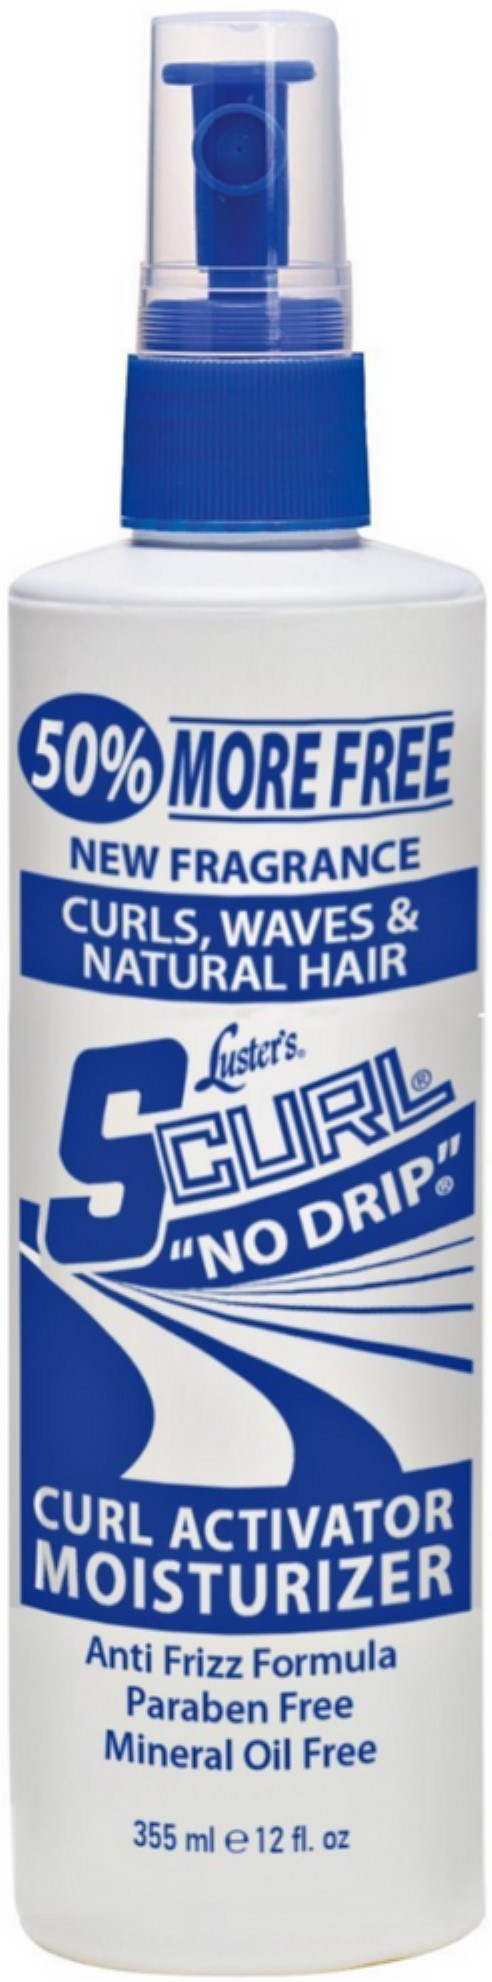 50% MORE FREE
NEW FRAGRANCE
CURLS, WAVES &
NATURAL HAIR
Luster's®
SCURL®
"NO DRIP"®
CURL ACTIVATOR
MOISTURIZER
Anti Frizz Formula
Paraben Free
Mineral Oil Free
355 ml ℮ 12 fl. oz